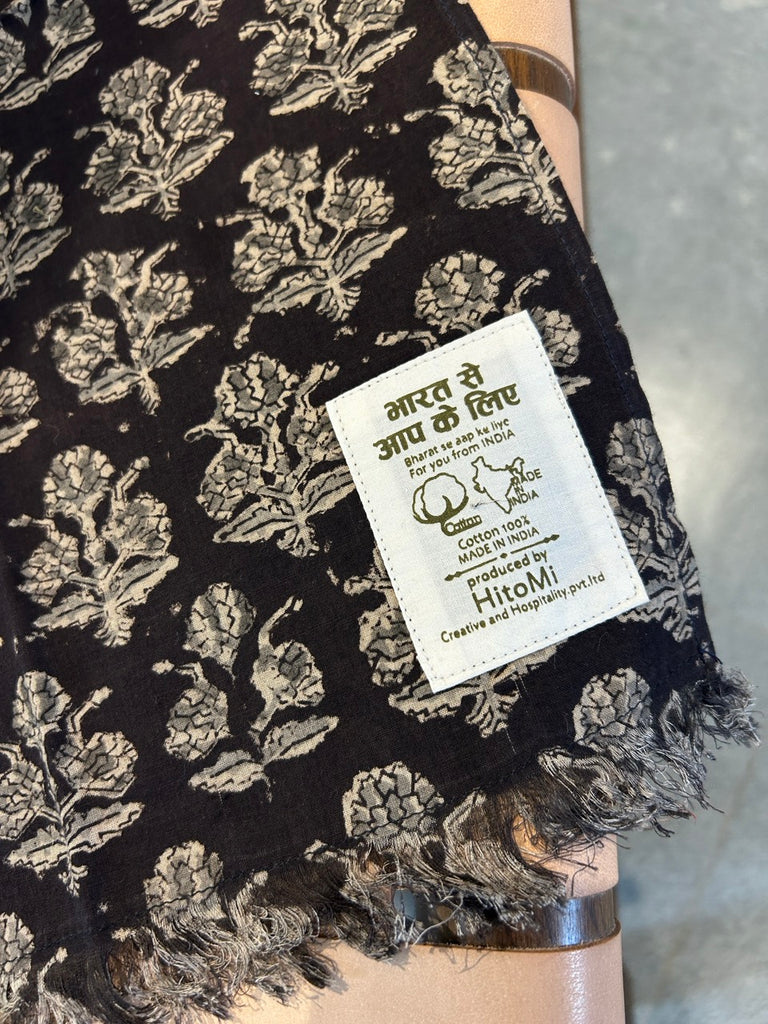 भारत से
आप के लिए
Bharat se aap ke liye
For you from INDIA
MADE
IN
INDIA
Cotton
Cotton 100%
MADE IN INDIA
produced by
HitoMi
Creative and Hospitality.pvt.ltd